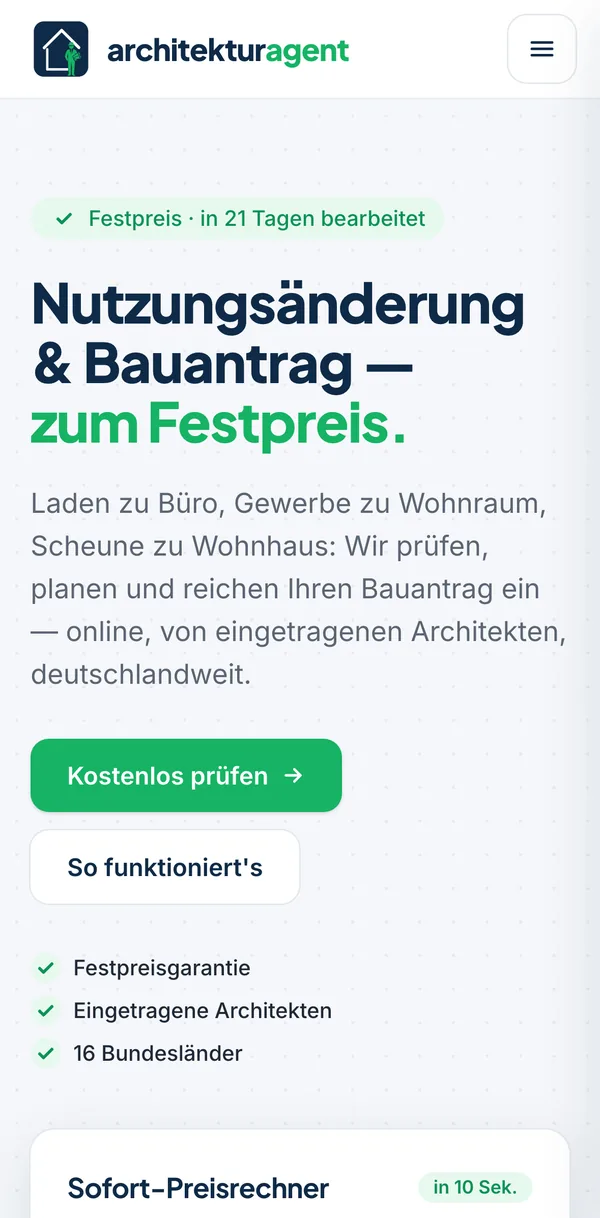 architekturagent
Festpreis · in 21 Tagen bearbeitet
Nutzungsänderung
& Bauantrag —
zum Festpreis.
Laden zu Büro, Gewerbe zu Wohnraum,
Scheune zu Wohnhaus: Wir prüfen,
planen und reichen Ihren Bauantrag ein
— online, von eingetragenen Architekten,
deutschlandweit.
Kostenlos prüfen →
So funktioniert's
Festpreisgarantie
Eingetragene Architekten
16 Bundesländer
Sofort-Preisrechner
in 10 Sek.